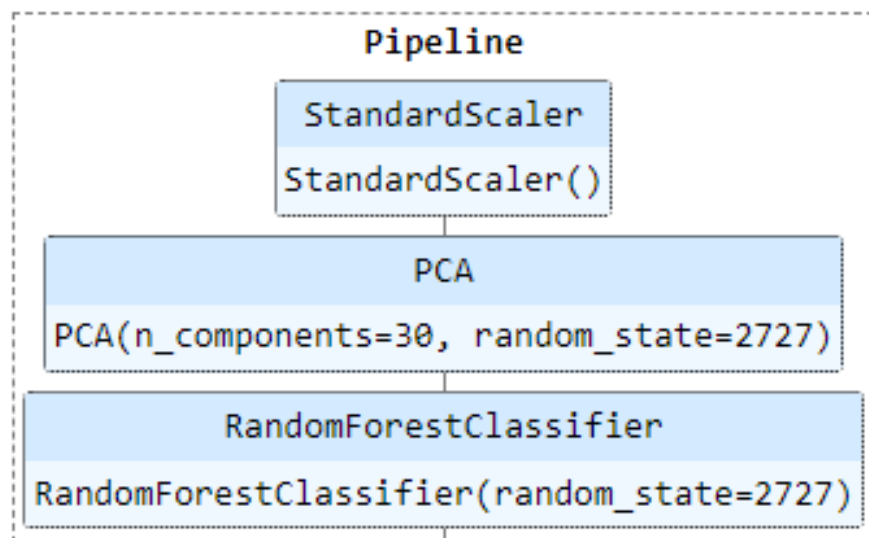 Pipeline
StandardScaler
StandardScaler()
PCA
PCA(n_components=30, random_state=2727)
RandomForestClassifier
RandomForestClassifier(random_state=2727)